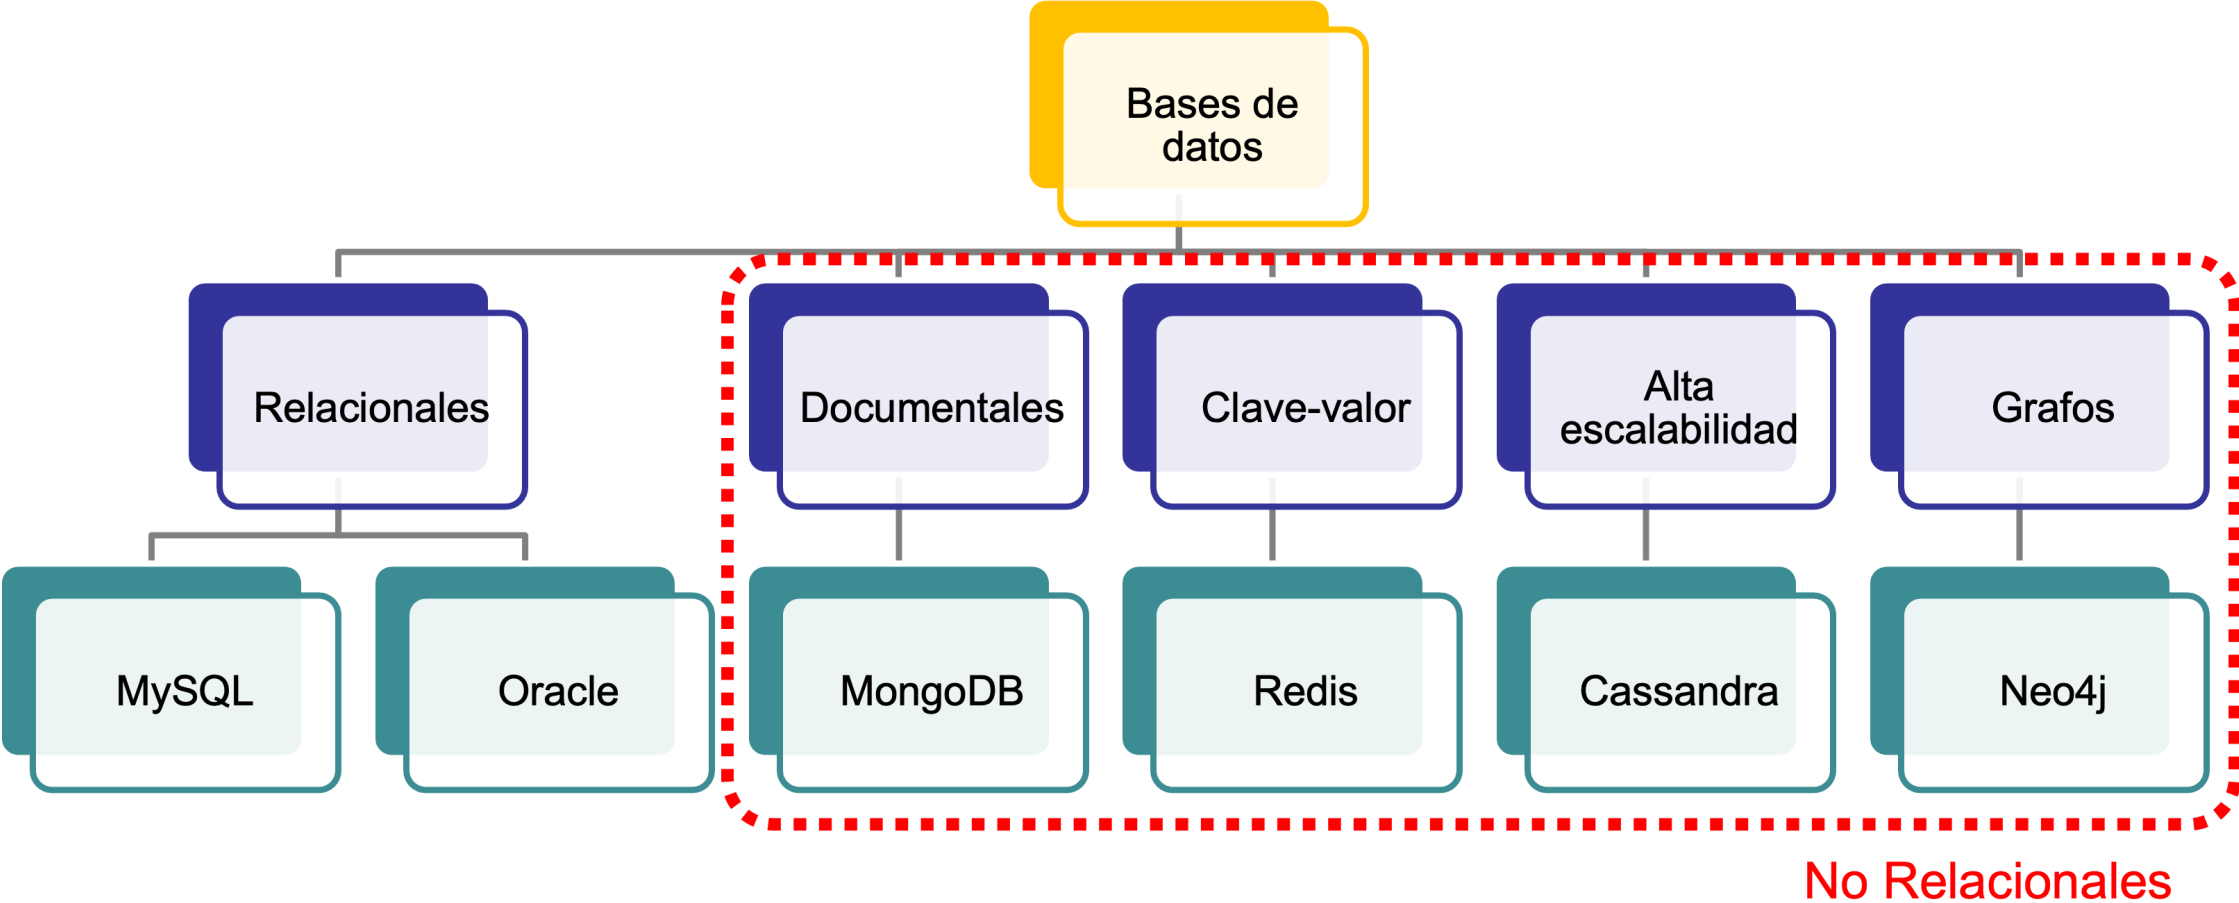 Bases de
datos
Relacionales
Documentales
Clave-valor
Alta
escalabilidad
Grafos
MySQL
Oracle
MongoDB
Redis
Cassandra
Neo4j
No Relacionales